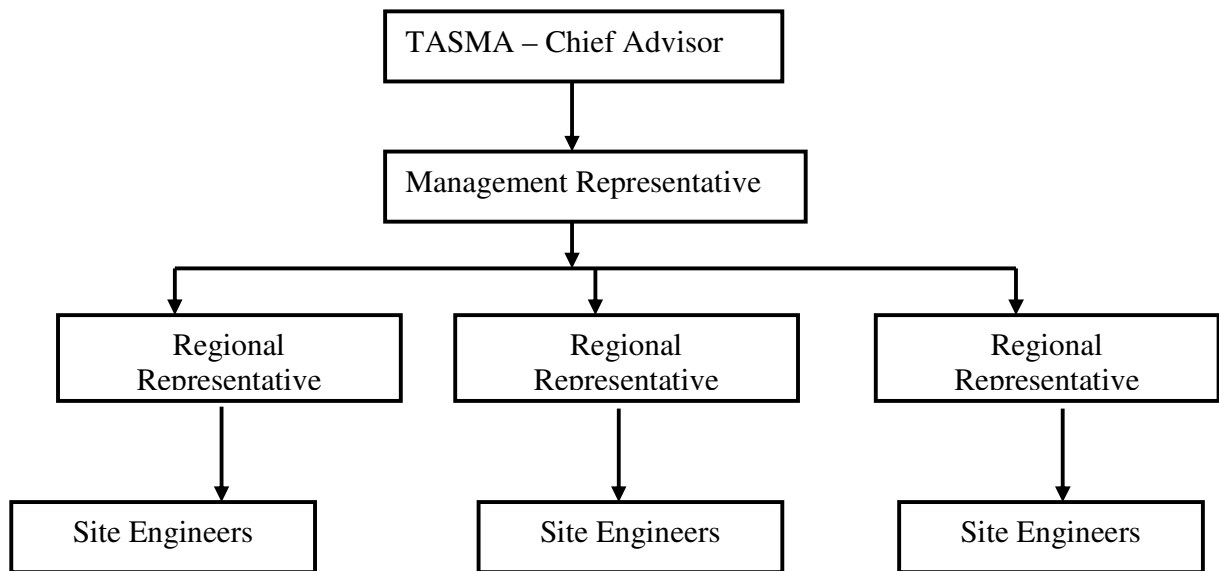 TASMA – Chief Advisor
Management Representative
Regional
Representative
Regional
Representative
Regional
Representative
Site Engineers
Site Engineers
Site Engineers